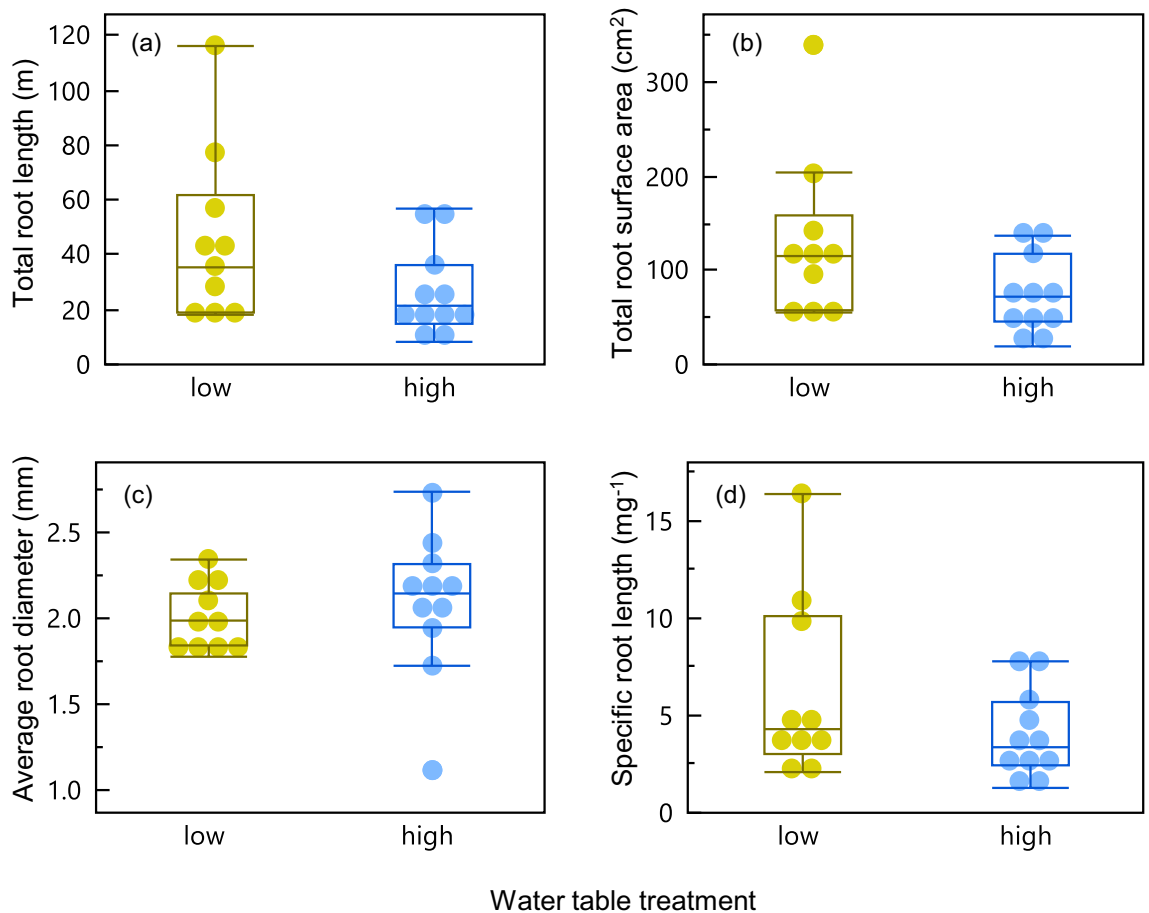 (a)
Total root length (m)
120
100
80
60
40
20
0
low
high
(b)
Total root surface area (cm²)
300
200
100
0
low
high
(c)
Average root diameter (mm)
2.5
2.0
1.5
1.0
low
high
(d)
Specific root length (mg⁻¹)
15
10
5
0
low
high
Water table treatment